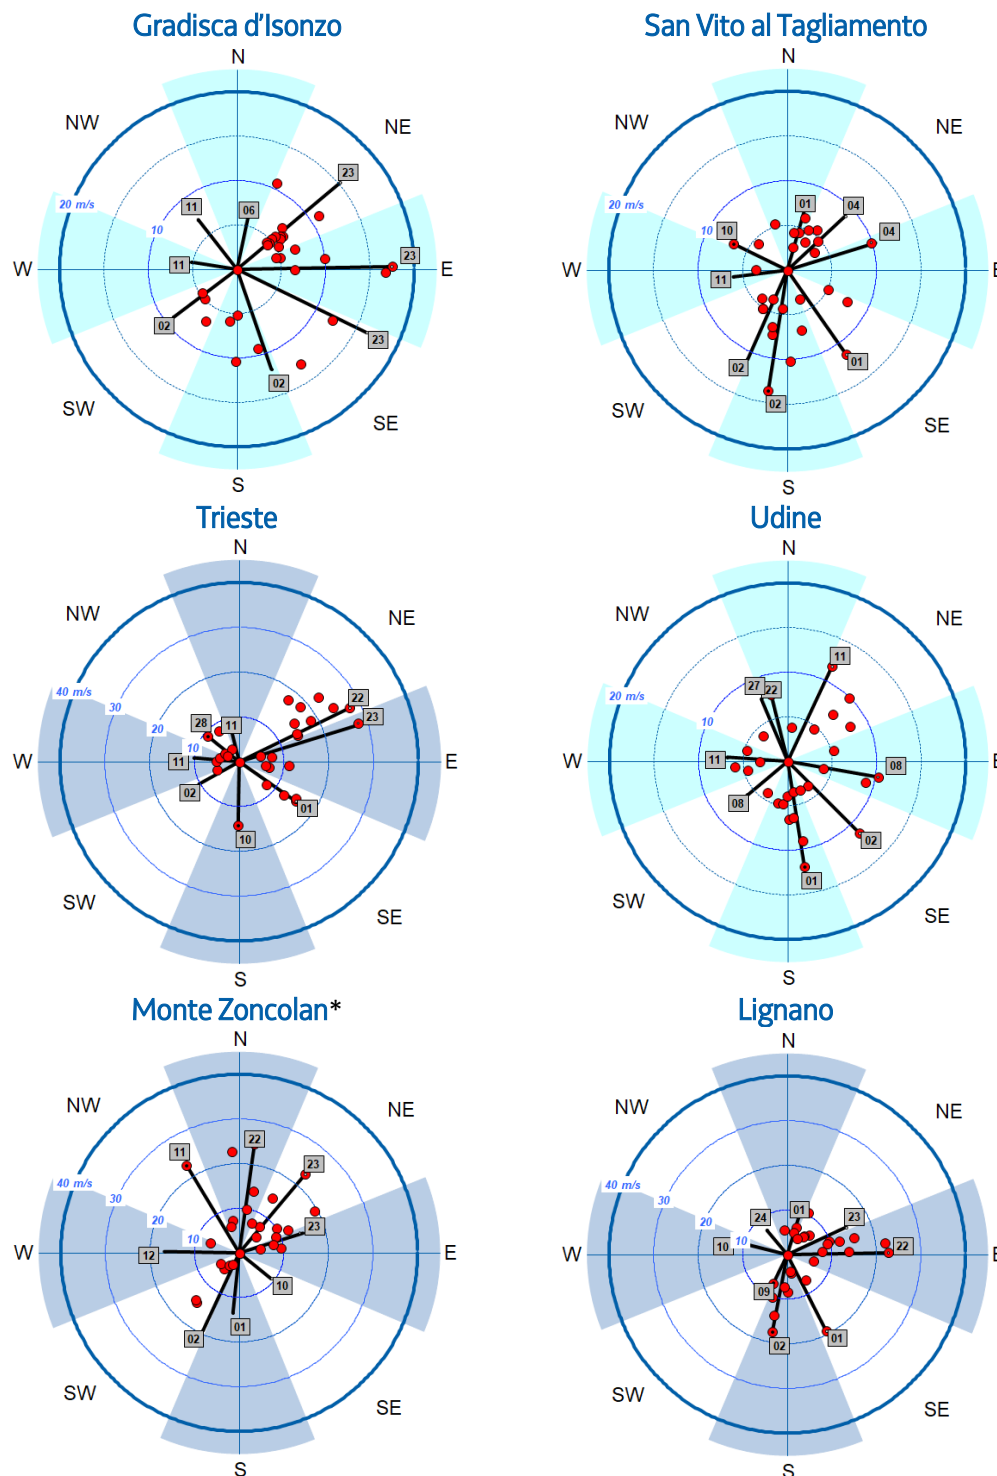 Gradisca d'Isonzo
N
NW
NE
23
11
06
20 m/s
10
23
W
11
E
02
23
02
SW
SE
S
San Vito al Tagliamento
N
NW
NE
01
04
20 m/s
10
10
04
W
11
E
02
01
02
SW
SE
S
Trieste
N
NW
NE
40 m/s
30
22
23
20
28
11
10
W
11
E
02
01
10
SW
SE
S
Udine
N
NW
NE
11
27
22
20 m/s
10
W
11
E
08
08
02
01
SW
SE
S
Monte Zoncolan*
N
NW
NE
11
22
23
40 m/s
30
20
23
10
W
12
E
10
01
02
SW
SE
S
Lignano
N
NW
NE
40 m/s
30
20
01
24
23
10
10
22
W
E
09
02
01
SW
SE
S